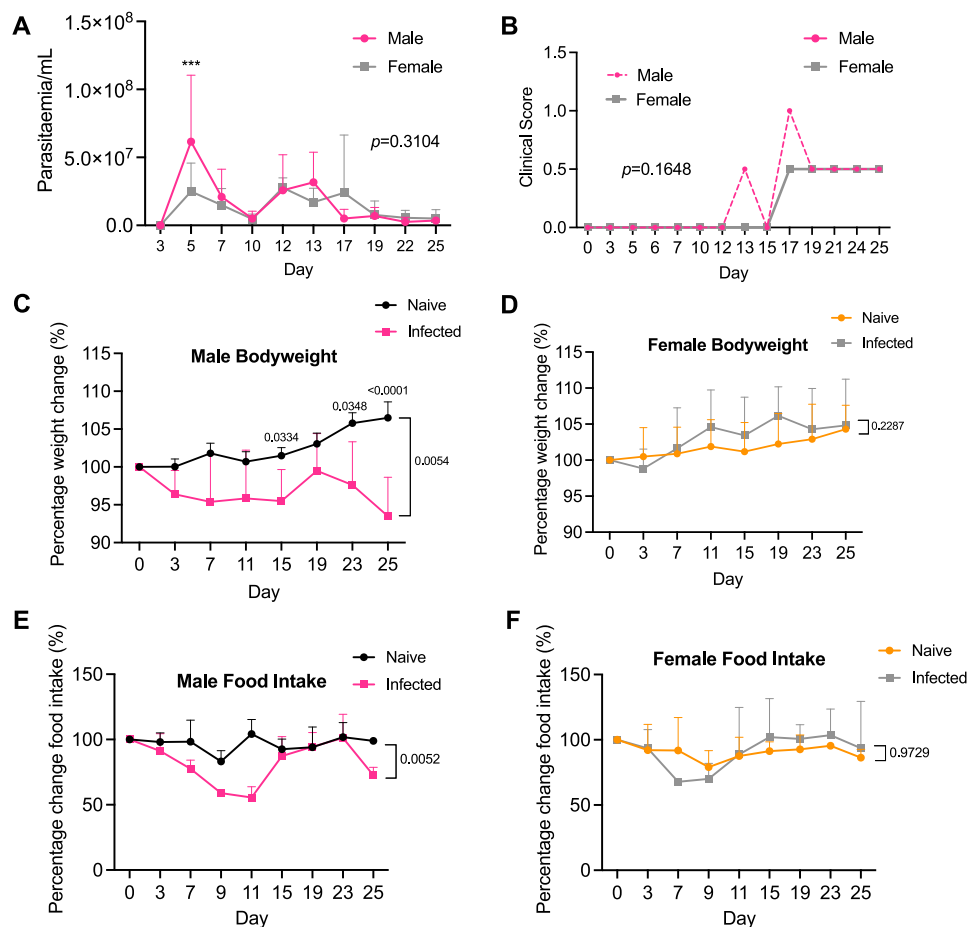 A
Parasitaemia/mL
1.5×10⁸
1.0×10⁸
5.0×10⁷
0.0
***
Male
Female
p=0.3104
3 5 7 10 12 13 17 19 22 25
Day
B
Clinical Score
1.5
1.0
0.5
0.0
Male
Female
Male
Female
p=0.1648
0 3 5 6 7 10 12 13 15 17 19 21 24 25
Day
C
Naive
Infected
Male Bodyweight
Percentage weight change (%)
115
110
105
100
95
90
0.0334
0.0348
<0.0001
0.0054
0 3 7 11 15 19 23 25
Day
D
Naive
Infected
Female Bodyweight
Percentage weight change (%)
115
110
105
100
95
90
0.2287
0 3 7 11 15 19 23 25
Day
E
Naive
Infected
Male Food Intake
Percentage change food intake (%)
150
100
50
0
0.0052
0 3 7 9 11 15 19 23 25
Day
F
Naive
Infected
Female Food Intake
Percentage change food intake (%)
150
100
50
0
0.9729
0 3 7 9 11 15 19 23 25
Day